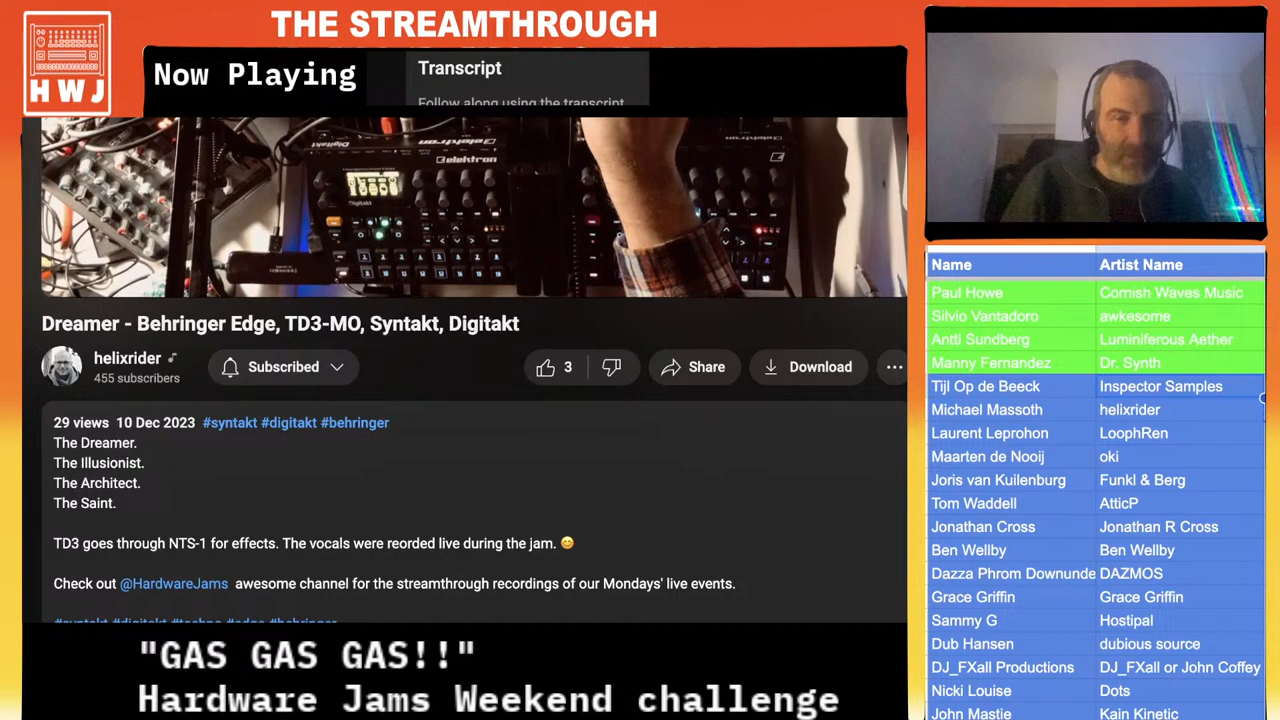 THE STREAMTHROUGH
HWJ
Now Playing
Transcript
Follow along using the transcript.
elektron
elektron
Digitakt
Dreamer - Behringer Edge, TD3-MO, Syntakt, Digitakt
helixrider
455 subscribers
Subscribed
3
Share
Download
29 views 10 Dec 2023 #syntakt #digitakt #behringer
The Dreamer.
The Illusionist.
The Architect.
The Saint.
TD3 goes through NTS-1 for effects. The vocals were reorded live during the jam. 😊
Check out @HardwareJams awesome channel for the streamthrough recordings of our Mondays' live events.
#syntakt #digitakt #techno #edge #behringer
"GAS GAS GAS!!"
Hardware Jams Weekend challenge
Name Artist Name
Paul Howe Cornish Waves Music
Silvio Vantadoro awkesome
Antti Sundberg Luminiferous Aether
Manny Fernandez Dr. Synth
Tijl Op de Beeck Inspector Samples
Michael Massoth helixrider
Laurent Leprohon LoophRen
Maarten de Nooij oki
Joris van Kuilenburg Funkl & Berg
Tom Waddell AtticP
Jonathan Cross Jonathan R Cross
Ben Wellby Ben Wellby
Dazza Phrom Downunde DAZMOS
Grace Griffin Grace Griffin
Sammy G Hostipal
Dub Hansen dubious source
DJ_FXall Productions DJ_FXall or John Coffey
Nicki Louise Dots
John Mastie Kain Kinetic